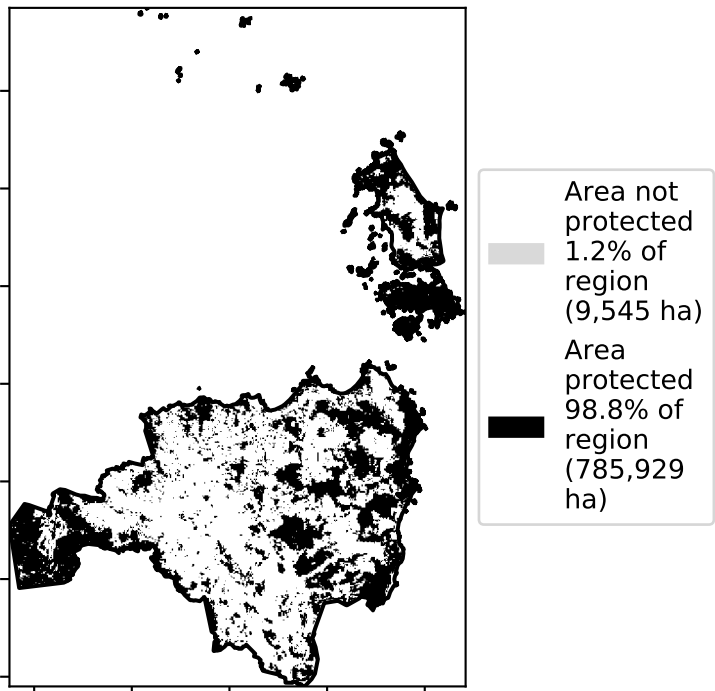 Area not
protected
1.2% of
region
(9,545 ha)
Area
protected
98.8% of
region
(785,929
ha)